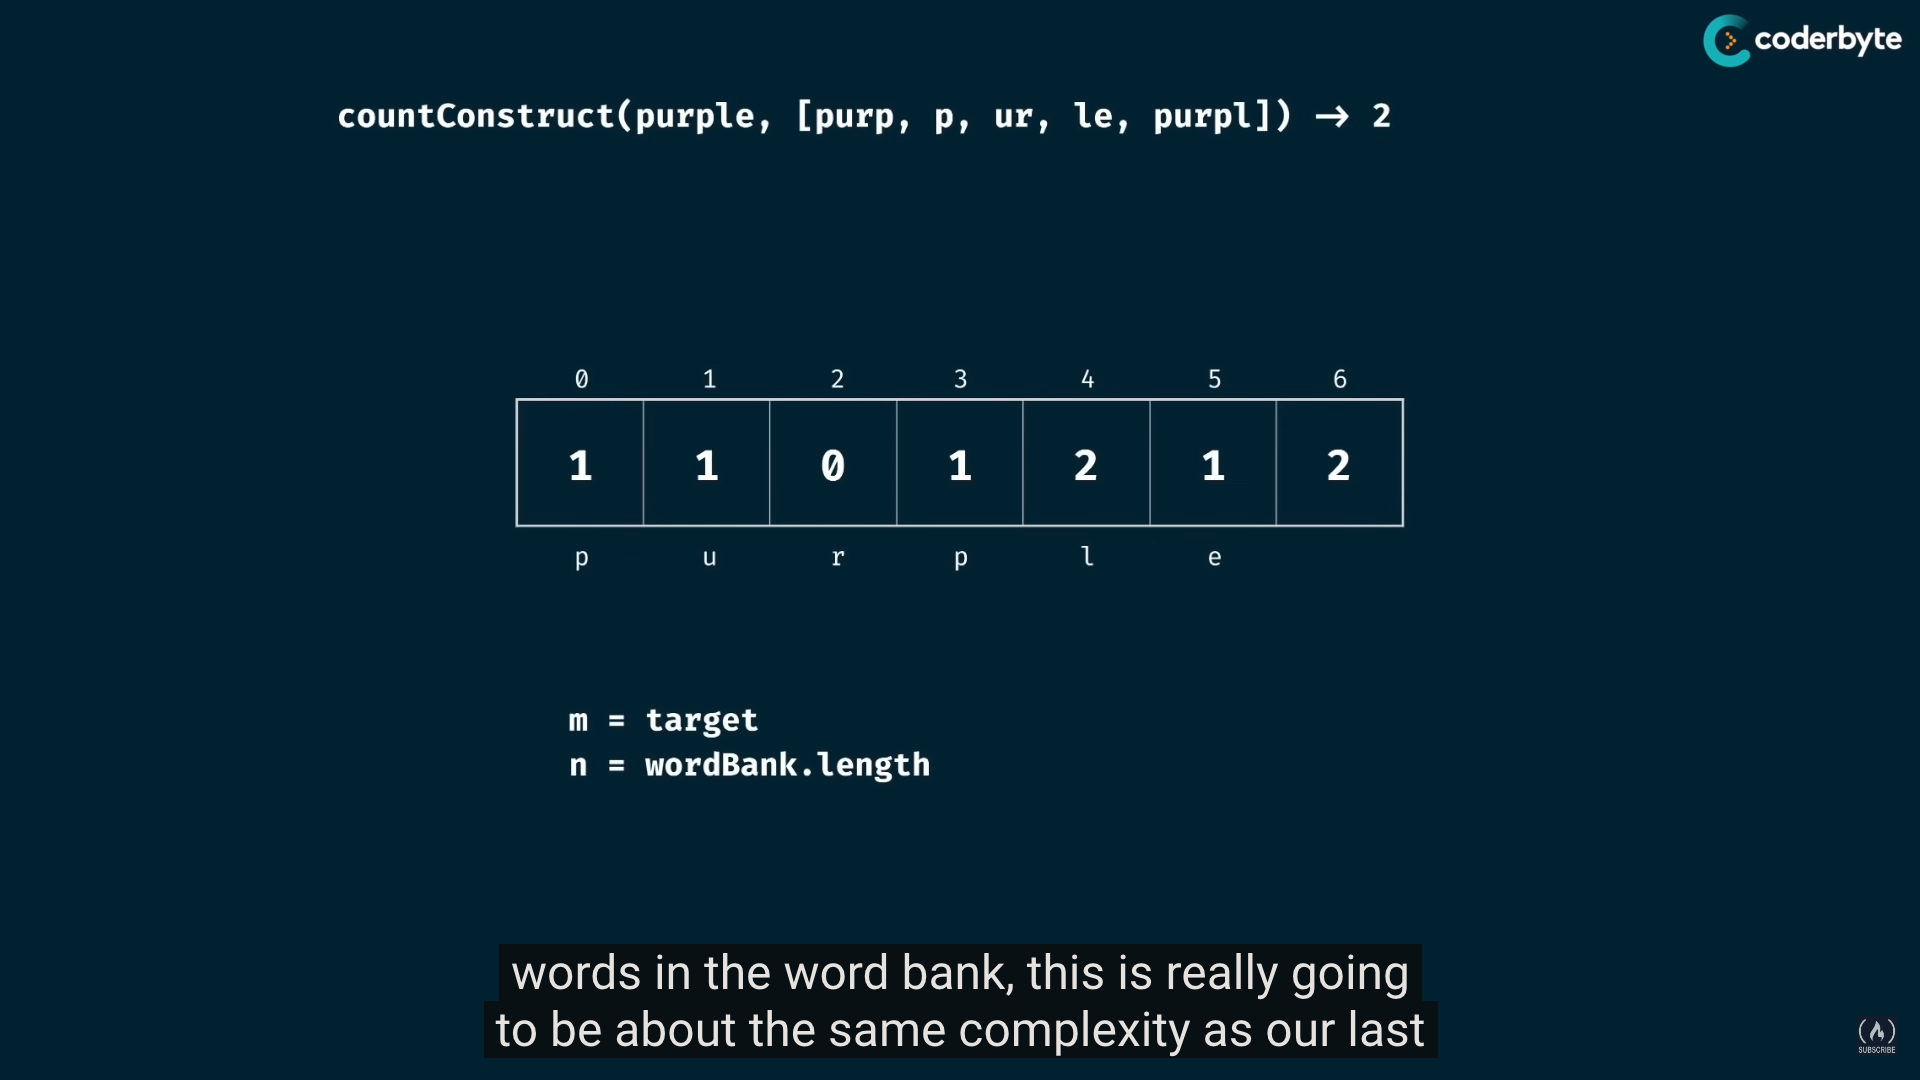 coderbyte
countConstruct(purple, [purp, p, ur, le, purpl]) → 2
0 1 2 3 4 5 6
1 1 0 1 2 1 2
p u r p l e
m = target
n = wordBank.length
words in the word bank, this is really going
to be about the same complexity as our last
SUBSCRIBE